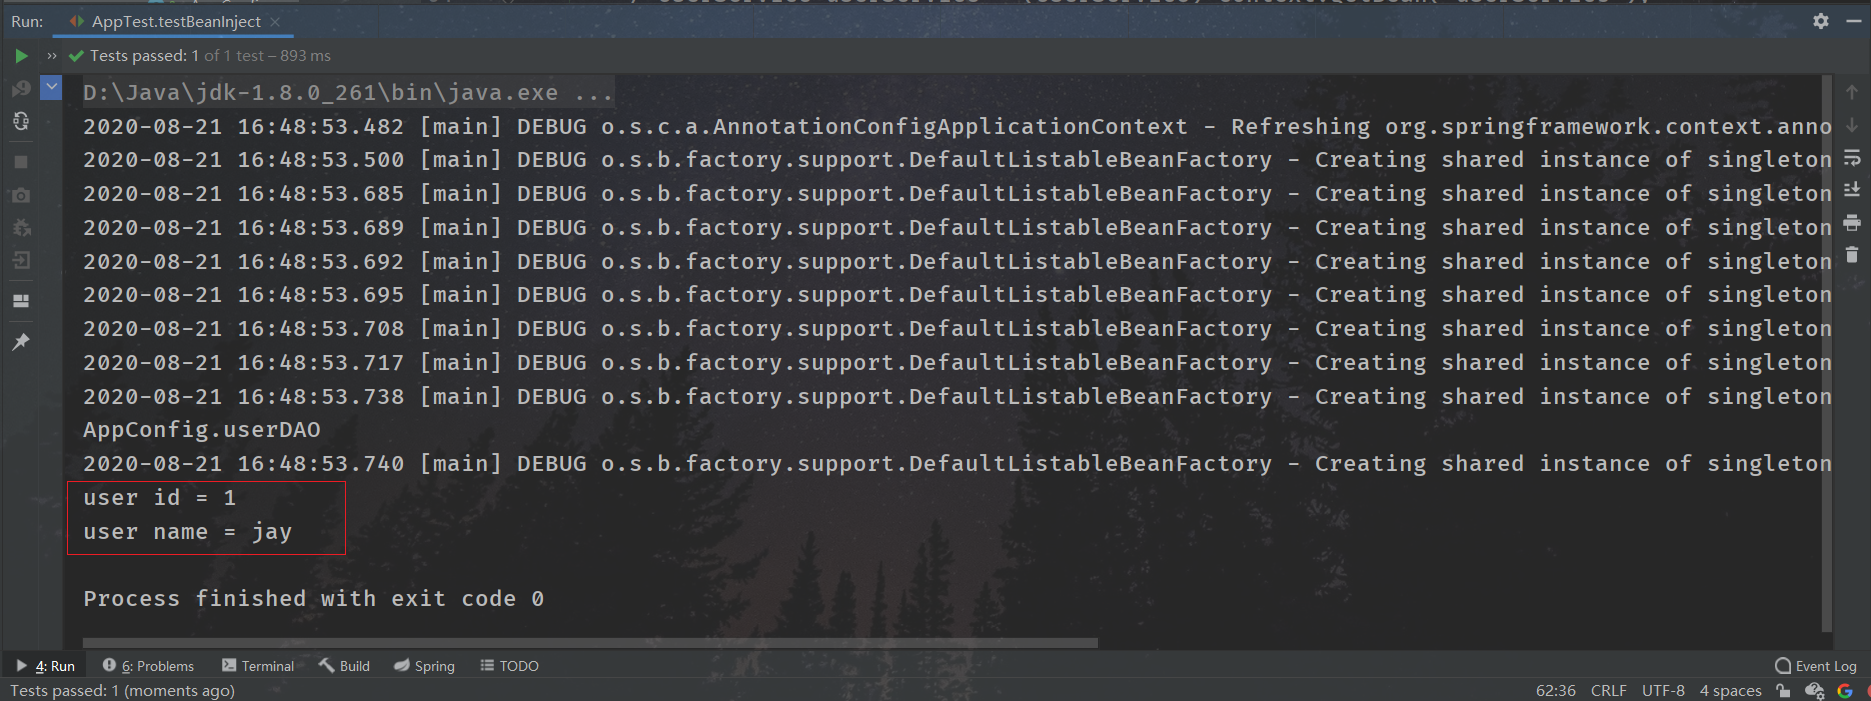 Run: AppTest.testBeanInject
Tests passed: 1 of 1 test – 893 ms
D:\Java\jdk-1.8.0_261\bin\java.exe ...
2020-08-21 16:48:53.482 [main] DEBUG o.s.c.a.AnnotationConfigApplicationContext - Refreshing org.springframework.context.anno
2020-08-21 16:48:53.500 [main] DEBUG o.s.b.factory.support.DefaultListableBeanFactory - Creating shared instance of singleton
2020-08-21 16:48:53.685 [main] DEBUG o.s.b.factory.support.DefaultListableBeanFactory - Creating shared instance of singleton
2020-08-21 16:48:53.689 [main] DEBUG o.s.b.factory.support.DefaultListableBeanFactory - Creating shared instance of singleton
2020-08-21 16:48:53.692 [main] DEBUG o.s.b.factory.support.DefaultListableBeanFactory - Creating shared instance of singleton
2020-08-21 16:48:53.695 [main] DEBUG o.s.b.factory.support.DefaultListableBeanFactory - Creating shared instance of singleton
2020-08-21 16:48:53.708 [main] DEBUG o.s.b.factory.support.DefaultListableBeanFactory - Creating shared instance of singleton
2020-08-21 16:48:53.717 [main] DEBUG o.s.b.factory.support.DefaultListableBeanFactory - Creating shared instance of singleton
2020-08-21 16:48:53.738 [main] DEBUG o.s.b.factory.support.DefaultListableBeanFactory - Creating shared instance of singleton
AppConfig.userDAO
2020-08-21 16:48:53.740 [main] DEBUG o.s.b.factory.support.DefaultListableBeanFactory - Creating shared instance of singleton
user id = 1
user name = jay
Process finished with exit code 0
4: Run 6: Problems Terminal Build Spring TODO Event Log
Tests passed: 1 (moments ago) 62:36 CRLF UTF-8 4 spaces